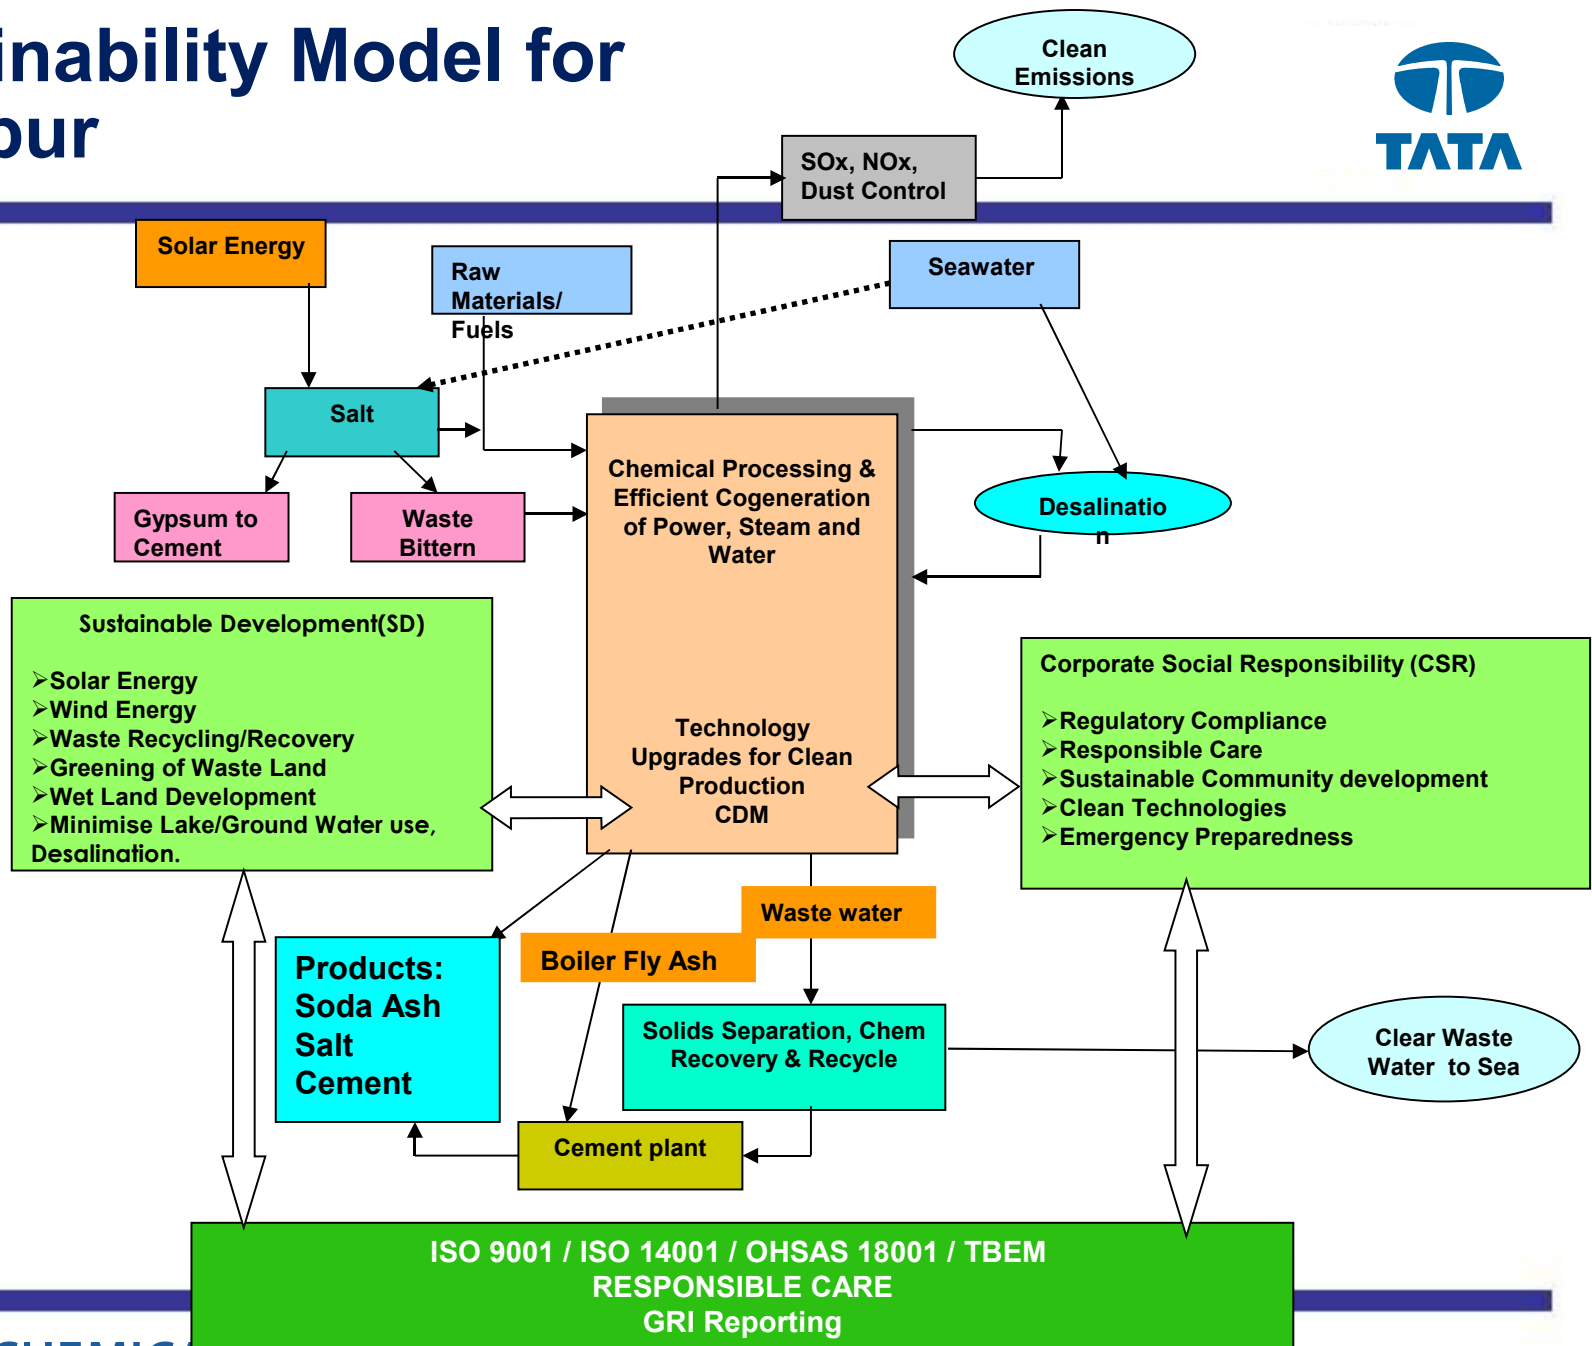 inability Model for
pur
Clean
Emissions
TATA
SOx, NOx,
Dust Control
Solar Energy
Raw
Materials/
Fuels
Seawater
Salt
Gypsum to
Cement
Waste
Bittern
Chemical Processing &
Efficient Cogeneration
of Power, Steam and
Water
Desalinatio
n
Technology
Upgrades for Clean
Production
CDM
Sustainable Development(SD)
➢Solar Energy
➢Wind Energy
➢Waste Recycling/Recovery
➢Greening of Waste Land
➢Wet Land Development
➢Minimise Lake/Ground Water use,
Desalination.
Corporate Social Responsibility (CSR)
➢Regulatory Compliance
➢Responsible Care
➢Sustainable Community development
➢Clean Technologies
➢Emergency Preparedness
Waste water
Boiler Fly Ash
Products:
Soda Ash
Salt
Cement
Solids Separation, Chem
Recovery & Recycle
Clear Waste
Water to Sea
Cement plant
ISO 9001 / ISO 14001 / OHSAS 18001 / TBEM
RESPONSIBLE CARE
GRI Reporting